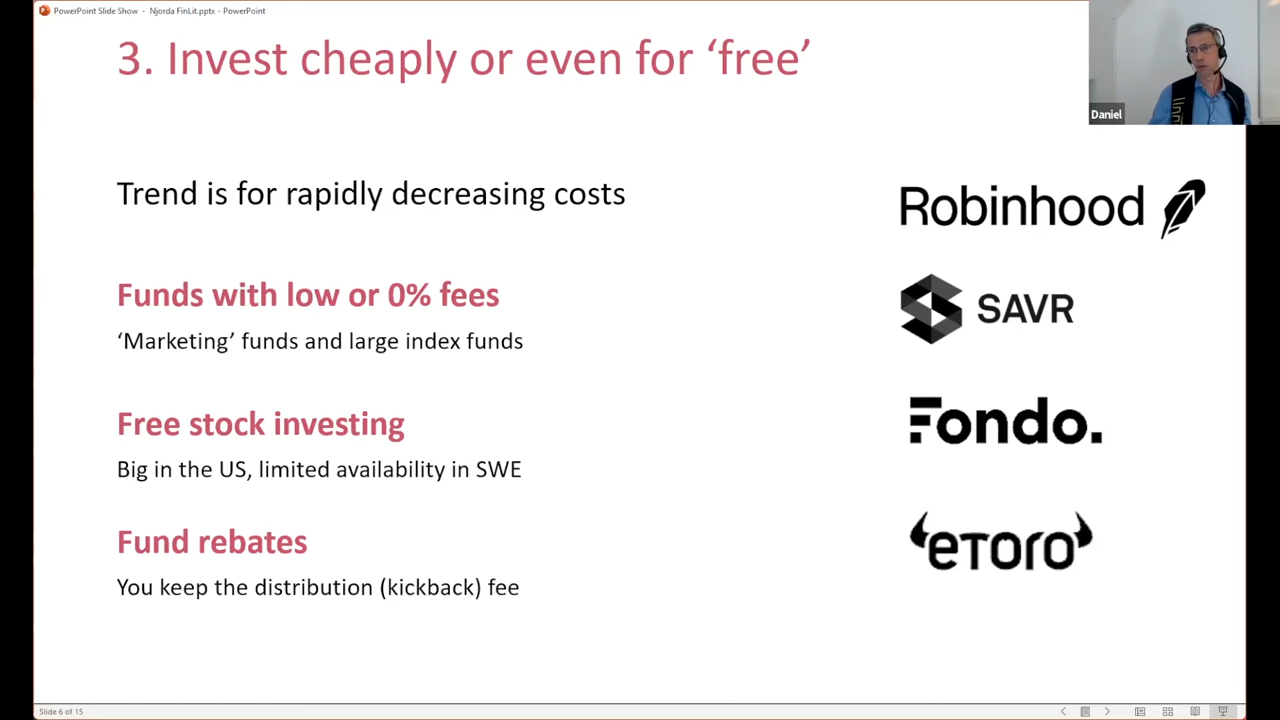 PowerPoint Slide Show - Njorda FinLit.pptx - PowerPoint
3. Invest cheaply or even for ‘free’
Daniel
Trend is for rapidly decreasing costs
Robinhood
Funds with low or 0% fees
SAVR
‘Marketing’ funds and large index funds
Free stock investing
Fondo.
Big in the US, limited availability in SWE
Fund rebates
eToro
You keep the distribution (kickback) fee
Slide 6 of 15